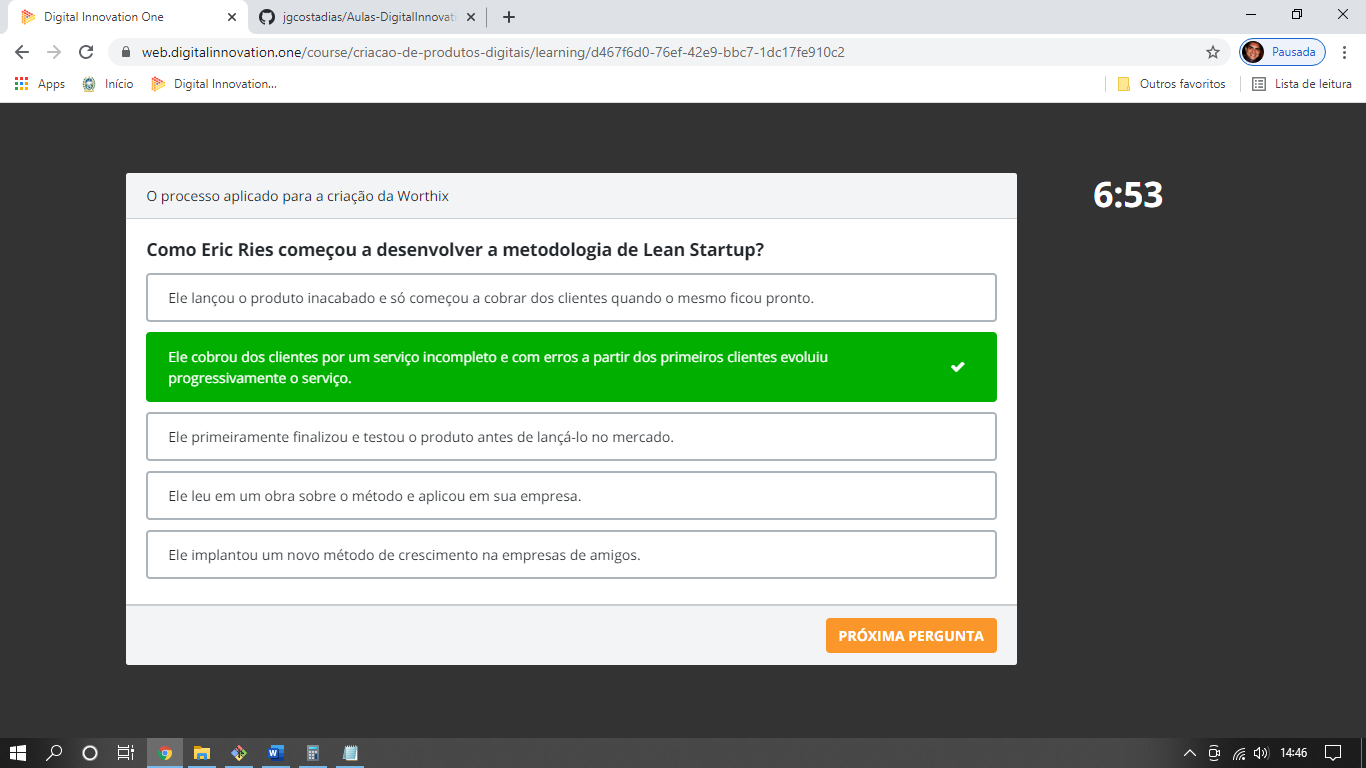 Digital Innovation One
jgcostadias/Aulas-DigitalInnovati
web.digitalinnovation.one/course/criacao-de-produtos-digitais/learning/d467f6d0-76ef-42e9-bbc7-1dc17fe910c2
Pausada
Apps
Início
Digital Innovation...
Outros favoritos
Lista de leitura
O processo aplicado para a criação da Worthix
6:53
Como Eric Ries começou a desenvolver a metodologia de Lean Startup?
Ele lançou o produto inacabado e só começou a cobrar dos clientes quando o mesmo ficou pronto.
Ele cobrou dos clientes por um serviço incompleto e com erros a partir dos primeiros clientes evoluiu
progressivamente o serviço.
Ele primeiramente finalizou e testou o produto antes de lançá-lo no mercado.
Ele leu em um obra sobre o método e aplicou em sua empresa.
Ele implantou um novo método de crescimento na empresas de amigos.
PRÓXIMA PERGUNTA
14:46